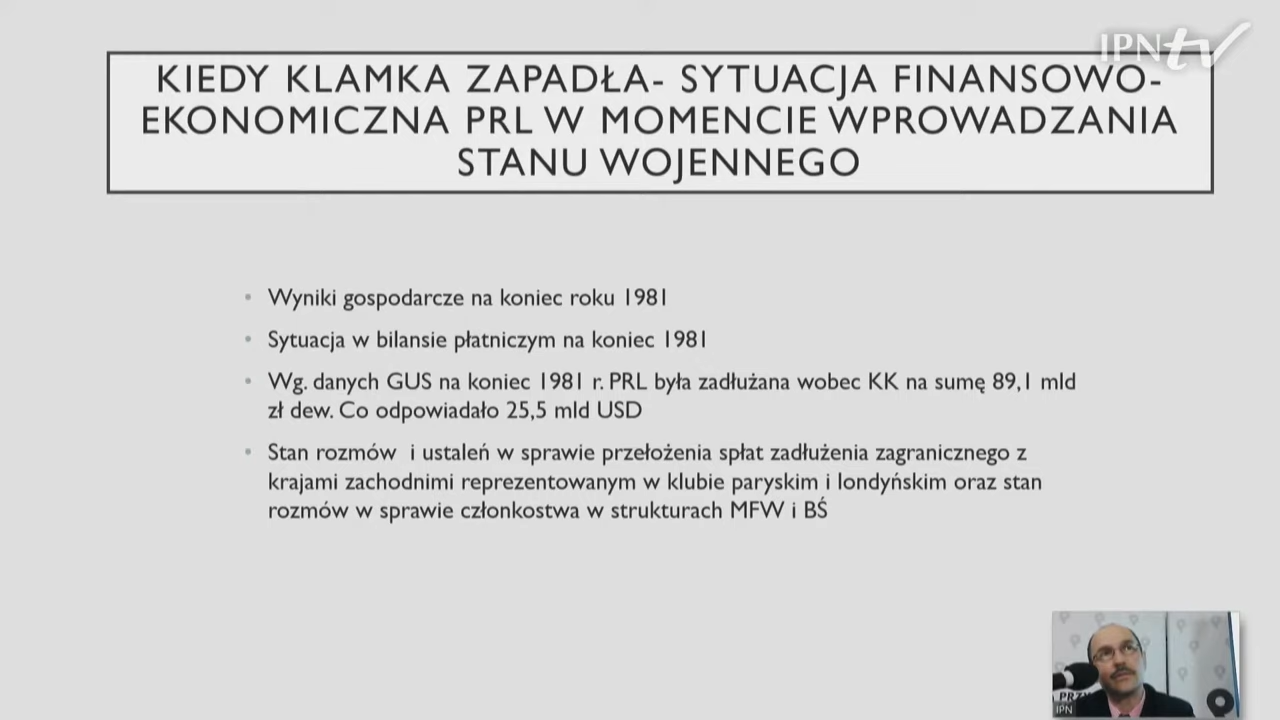 IPNtv
KIEDY KLAMKA ZAPADŁA- SYTUACJA FINANSOWO-
EKONOMICZNA PRL W MOMENCIE WPROWADZANIA
STANU WOJENNEGO
• Wyniki gospodarcze na koniec roku 1981
• Sytuacja w bilansie płatniczym na koniec 1981
• Wg. danych GUS na koniec 1981 r. PRL była zadłużana wobec KK na sumę 89,1 mld
zł dew. Co odpowiadało 25,5 mld USD
• Stan rozmów i ustaleń w sprawie przełożenia spłat zadłużenia zagranicznego z
krajami zachodnimi reprezentowanym w klubie paryskim i londyńskim oraz stan
rozmów w sprawie członkostwa w strukturach MFW i BŚ
PRZY
IPN